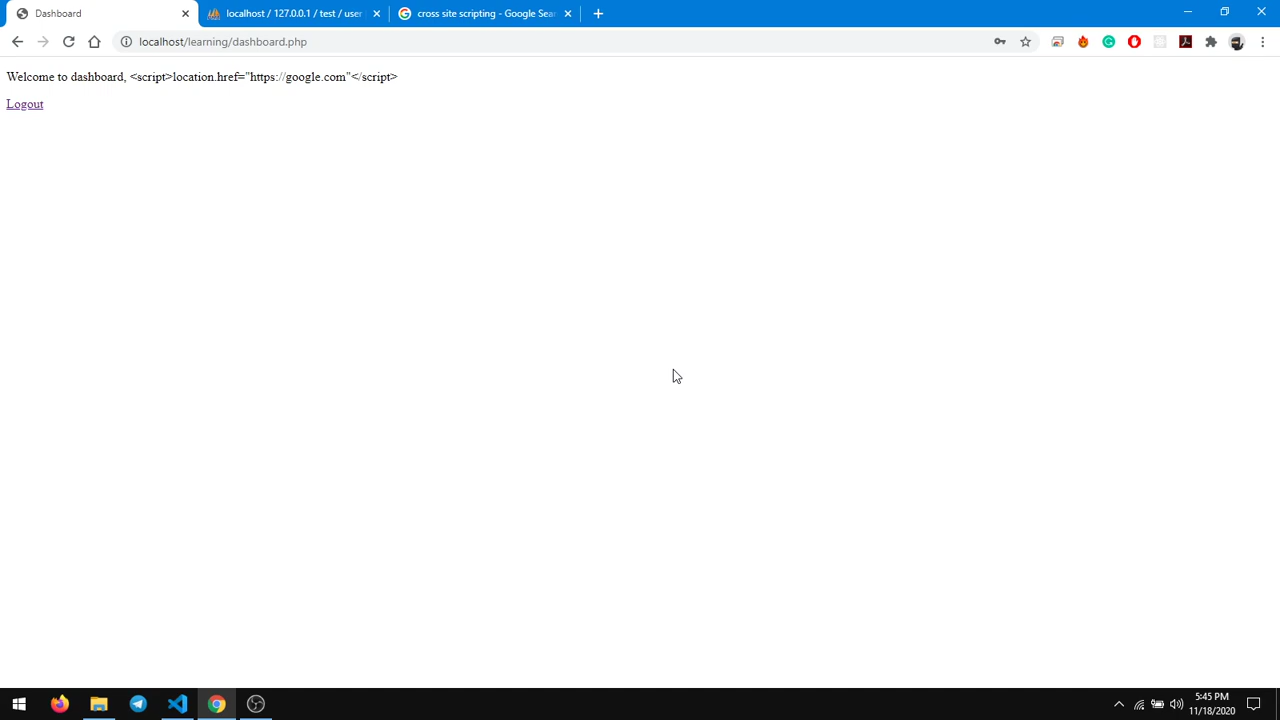 Dashboard
localhost / 127.0.0.1 / test / user
cross site scripting - Google Sear
localhost/learning/dashboard.php
Welcome to dashboard, <script>location.href="https://google.com"</script>
Logout
5:45 PM
11/18/2020